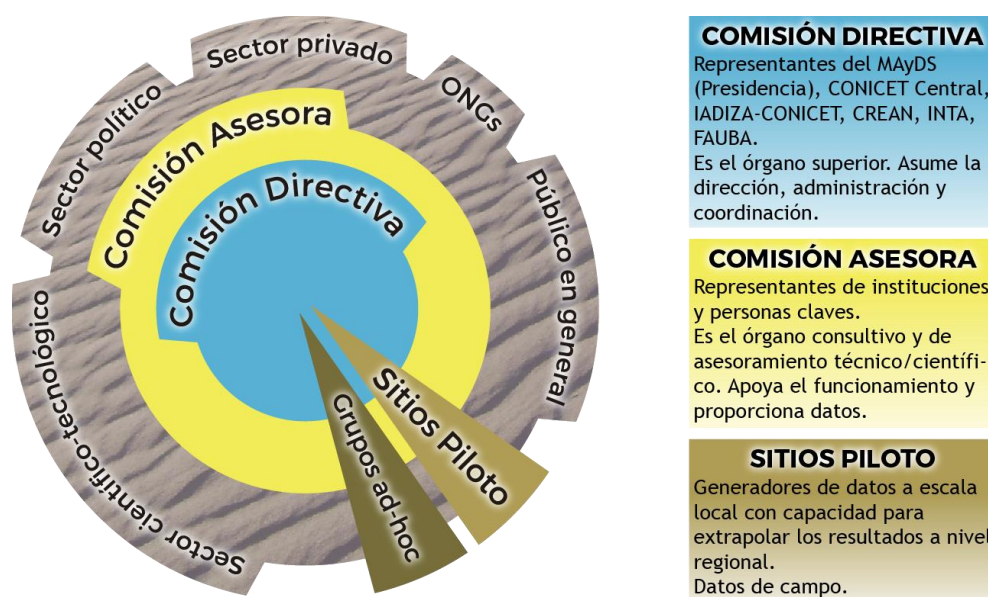 Sector privado
ONGs
Sector político
Comisión Asesora
Comisión Directiva
Público en general
Sector científico-tecnológico
Sitios Piloto
Grupos ad-hoc
COMISIÓN DIRECTIVA
Representantes del MAyDS
(Presidencia), CONICET Central,
IADIZA-CONICET, CREAN, INTA,
FAUBA.
Es el órgano superior. Asume la
dirección, administración y
coordinación.
COMISIÓN ASESORA
Representantes de instituciones
y personas claves.
Es el órgano consultivo y de
asesoramiento técnico/científi-
co. Apoya el funcionamiento y
proporciona datos.
SITIOS PILOTO
Generadores de datos a escala
local con capacidad para
extrapolar los resultados a nivel
regional.
Datos de campo.